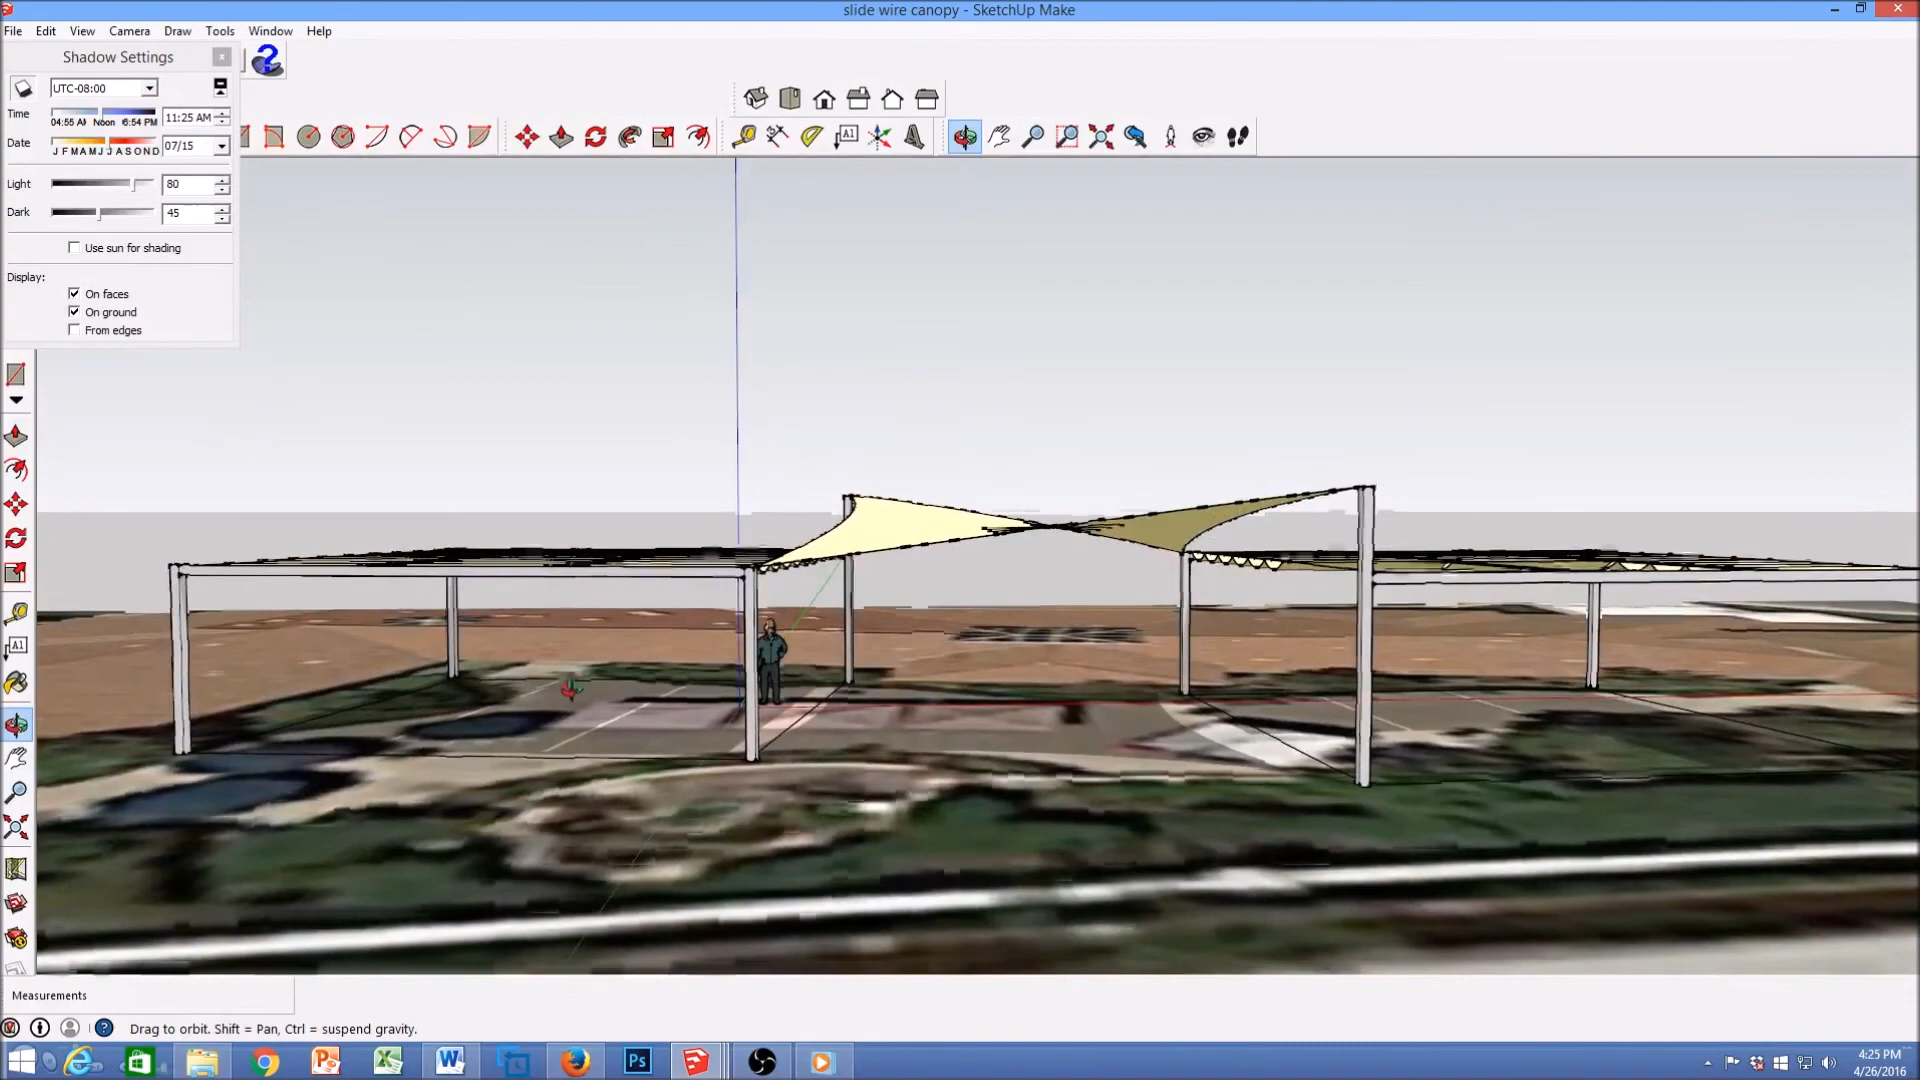 slide wire canopy - SketchUp Make
File Edit View Camera Draw Tools Window Help
Shadow Settings
UTC-08:00
Time
04:55 AM Noon 6:54 PM
11:25 AM
Date
J F M A M J J A S O N D
07/15
Light
80
Dark
45
Use sun for shading
Display:
On faces
On ground
From edges
A1
A1
Measurements
Drag to orbit. Shift = Pan, Ctrl = suspend gravity.
Ps
4:25 PM
4/26/2016